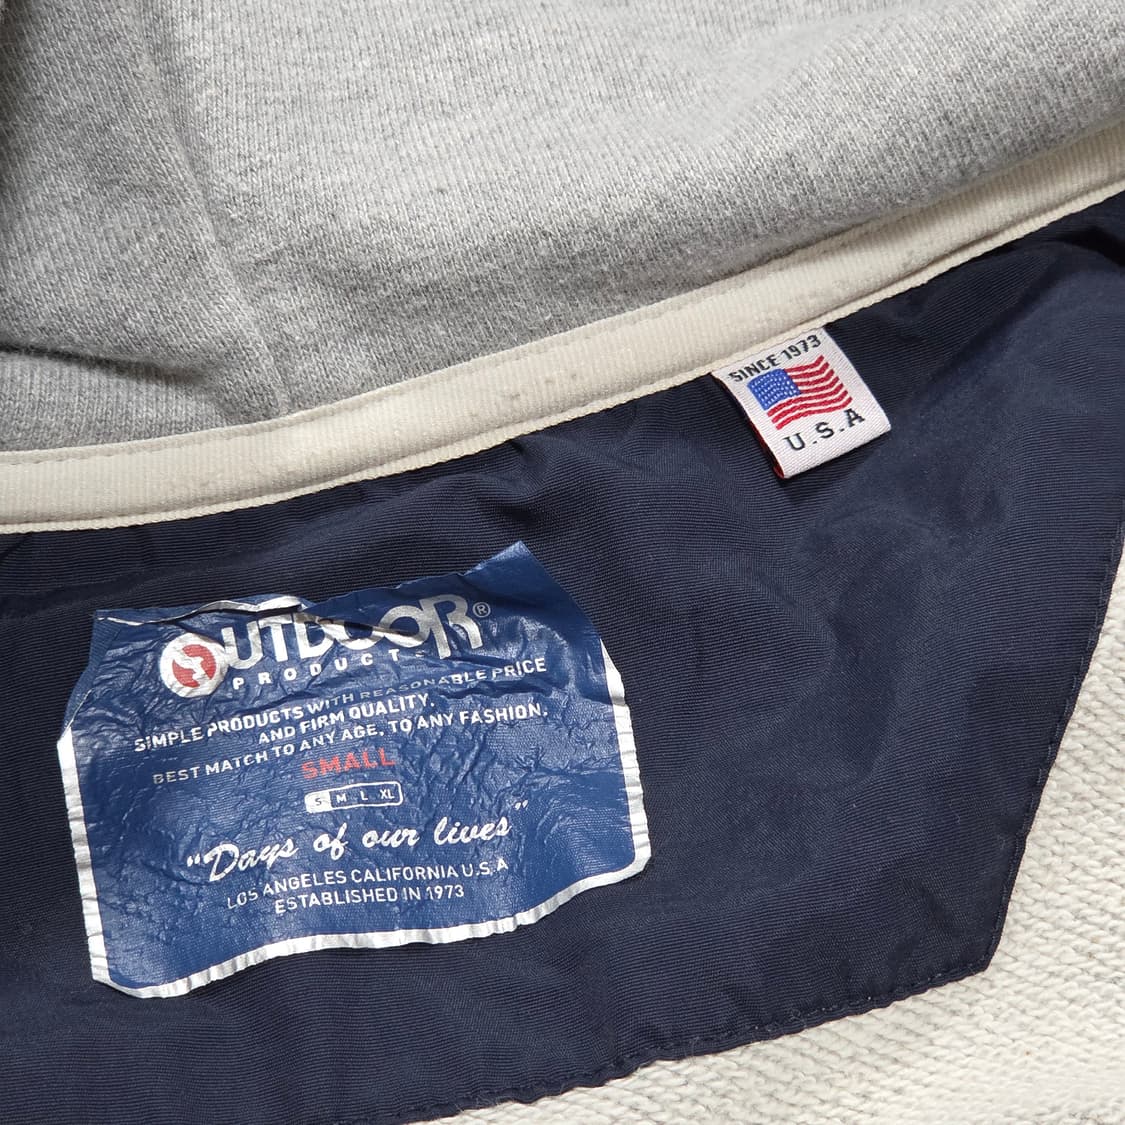 SINCE 1973
U.S.A
OUTDOOR®
PRODUCTS
SIMPLE PRODUCTS WITH REASONABLE PRICE
AND FIRM QUALITY.
BEST MATCH TO ANY AGE, TO ANY FASHION.
SMALL
S M L XL
"Days of our lives"
LOS ANGELES CALIFORNIA U.S.A
ESTABLISHED IN 1973